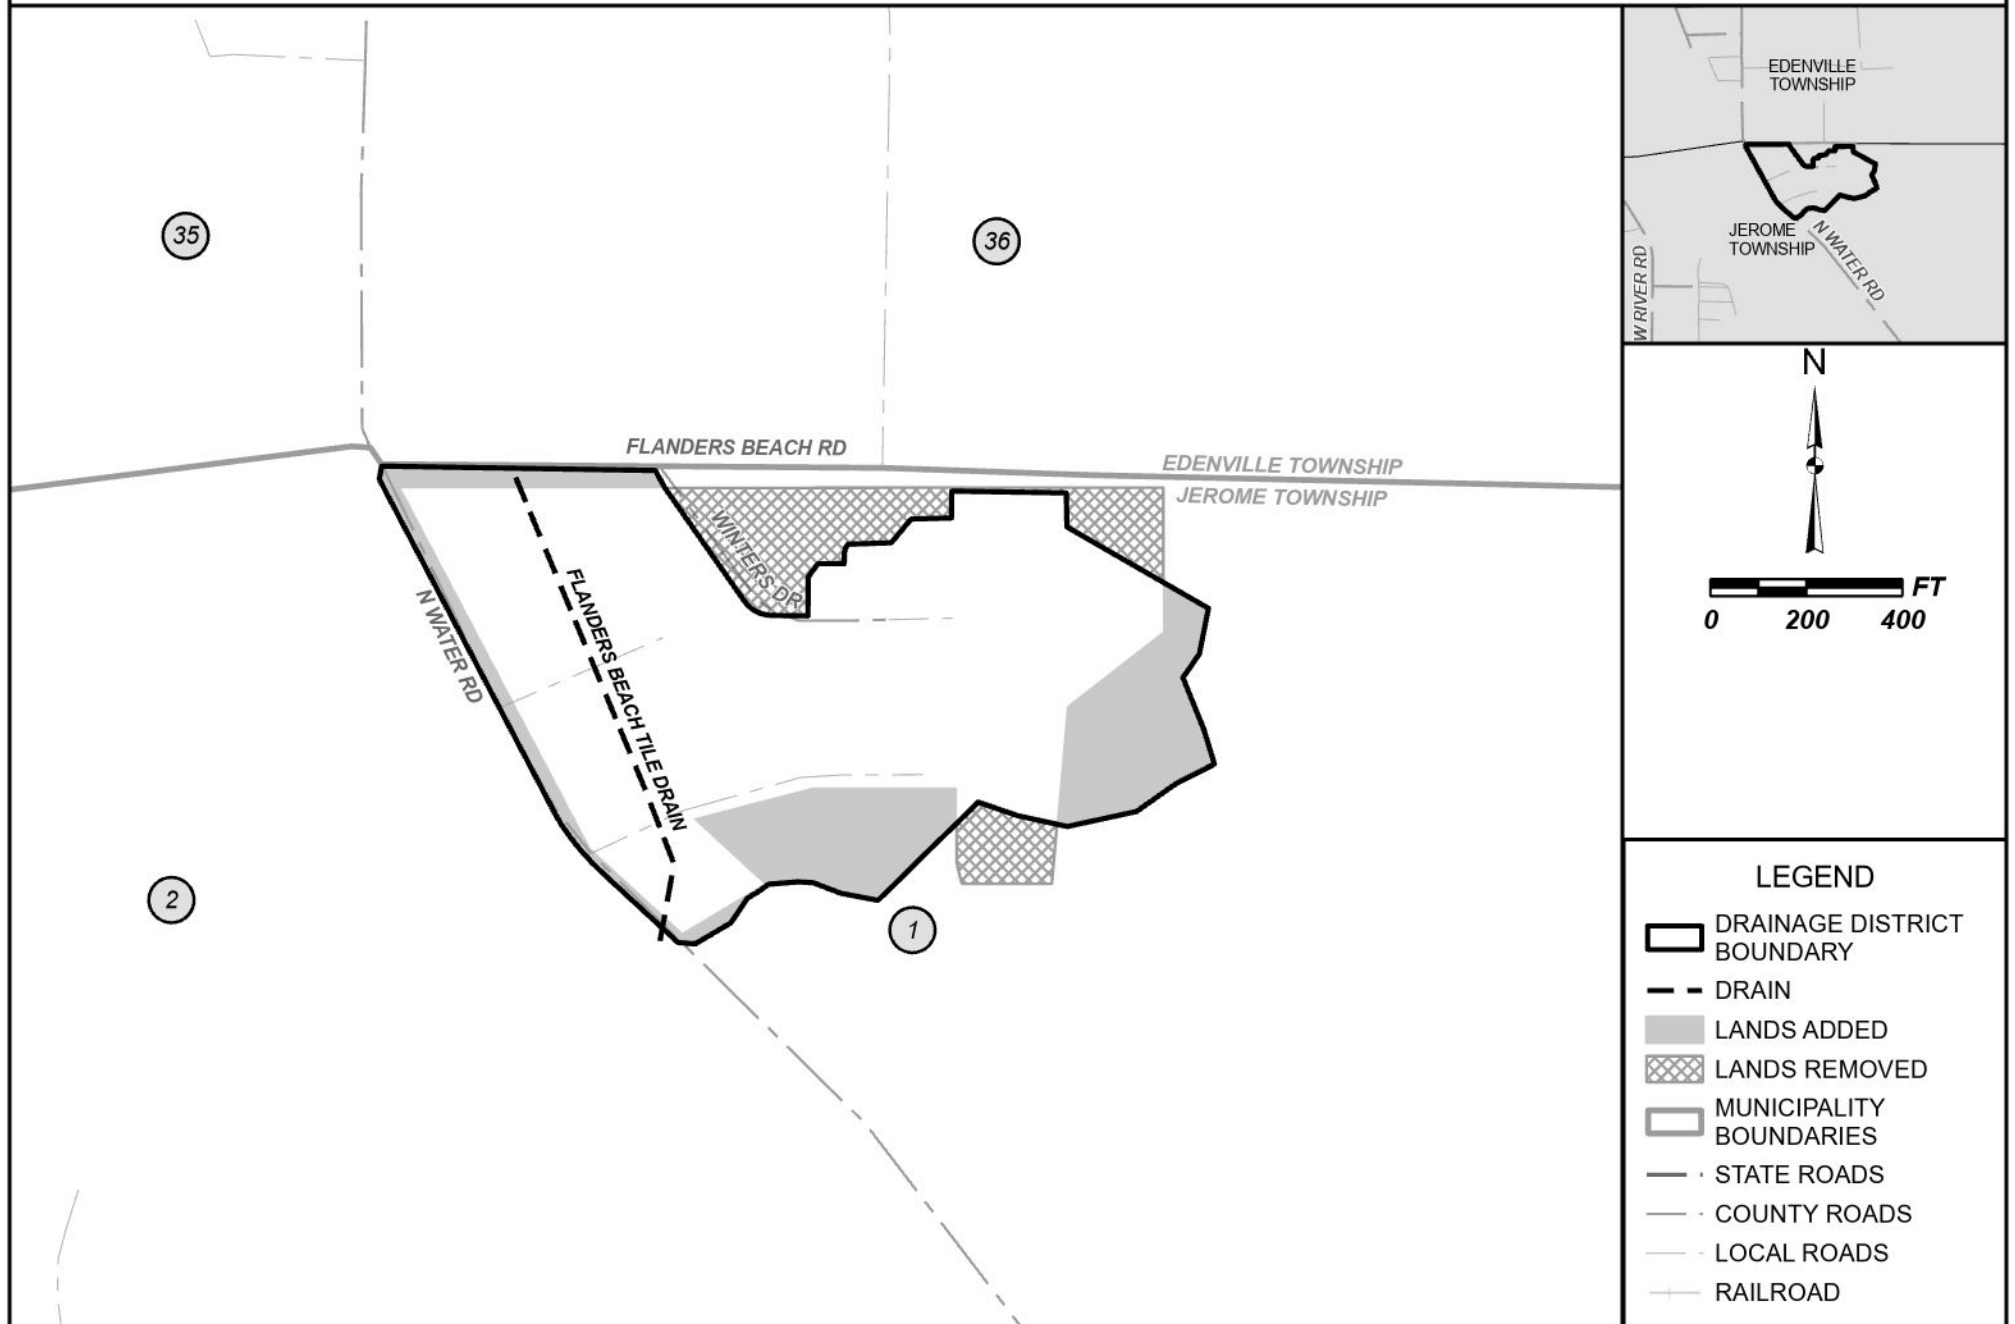 35
36
FLANDERS BEACH RD
EDENVILLE TOWNSHIP
JEROME TOWNSHIP
WINTERS DR
N WATER RD
FLANDERS BEACH TILE DRAIN
2
1
EDENVILLE
TOWNSHIP
JEROME
TOWNSHIP
N WATER RD
W RIVER RD
N
FT
0 200 400
LEGEND
DRAINAGE DISTRICT
BOUNDARY
DRAIN
LANDS ADDED
LANDS REMOVED
MUNICIPALITY
BOUNDARIES
STATE ROADS
COUNTY ROADS
LOCAL ROADS
RAILROAD